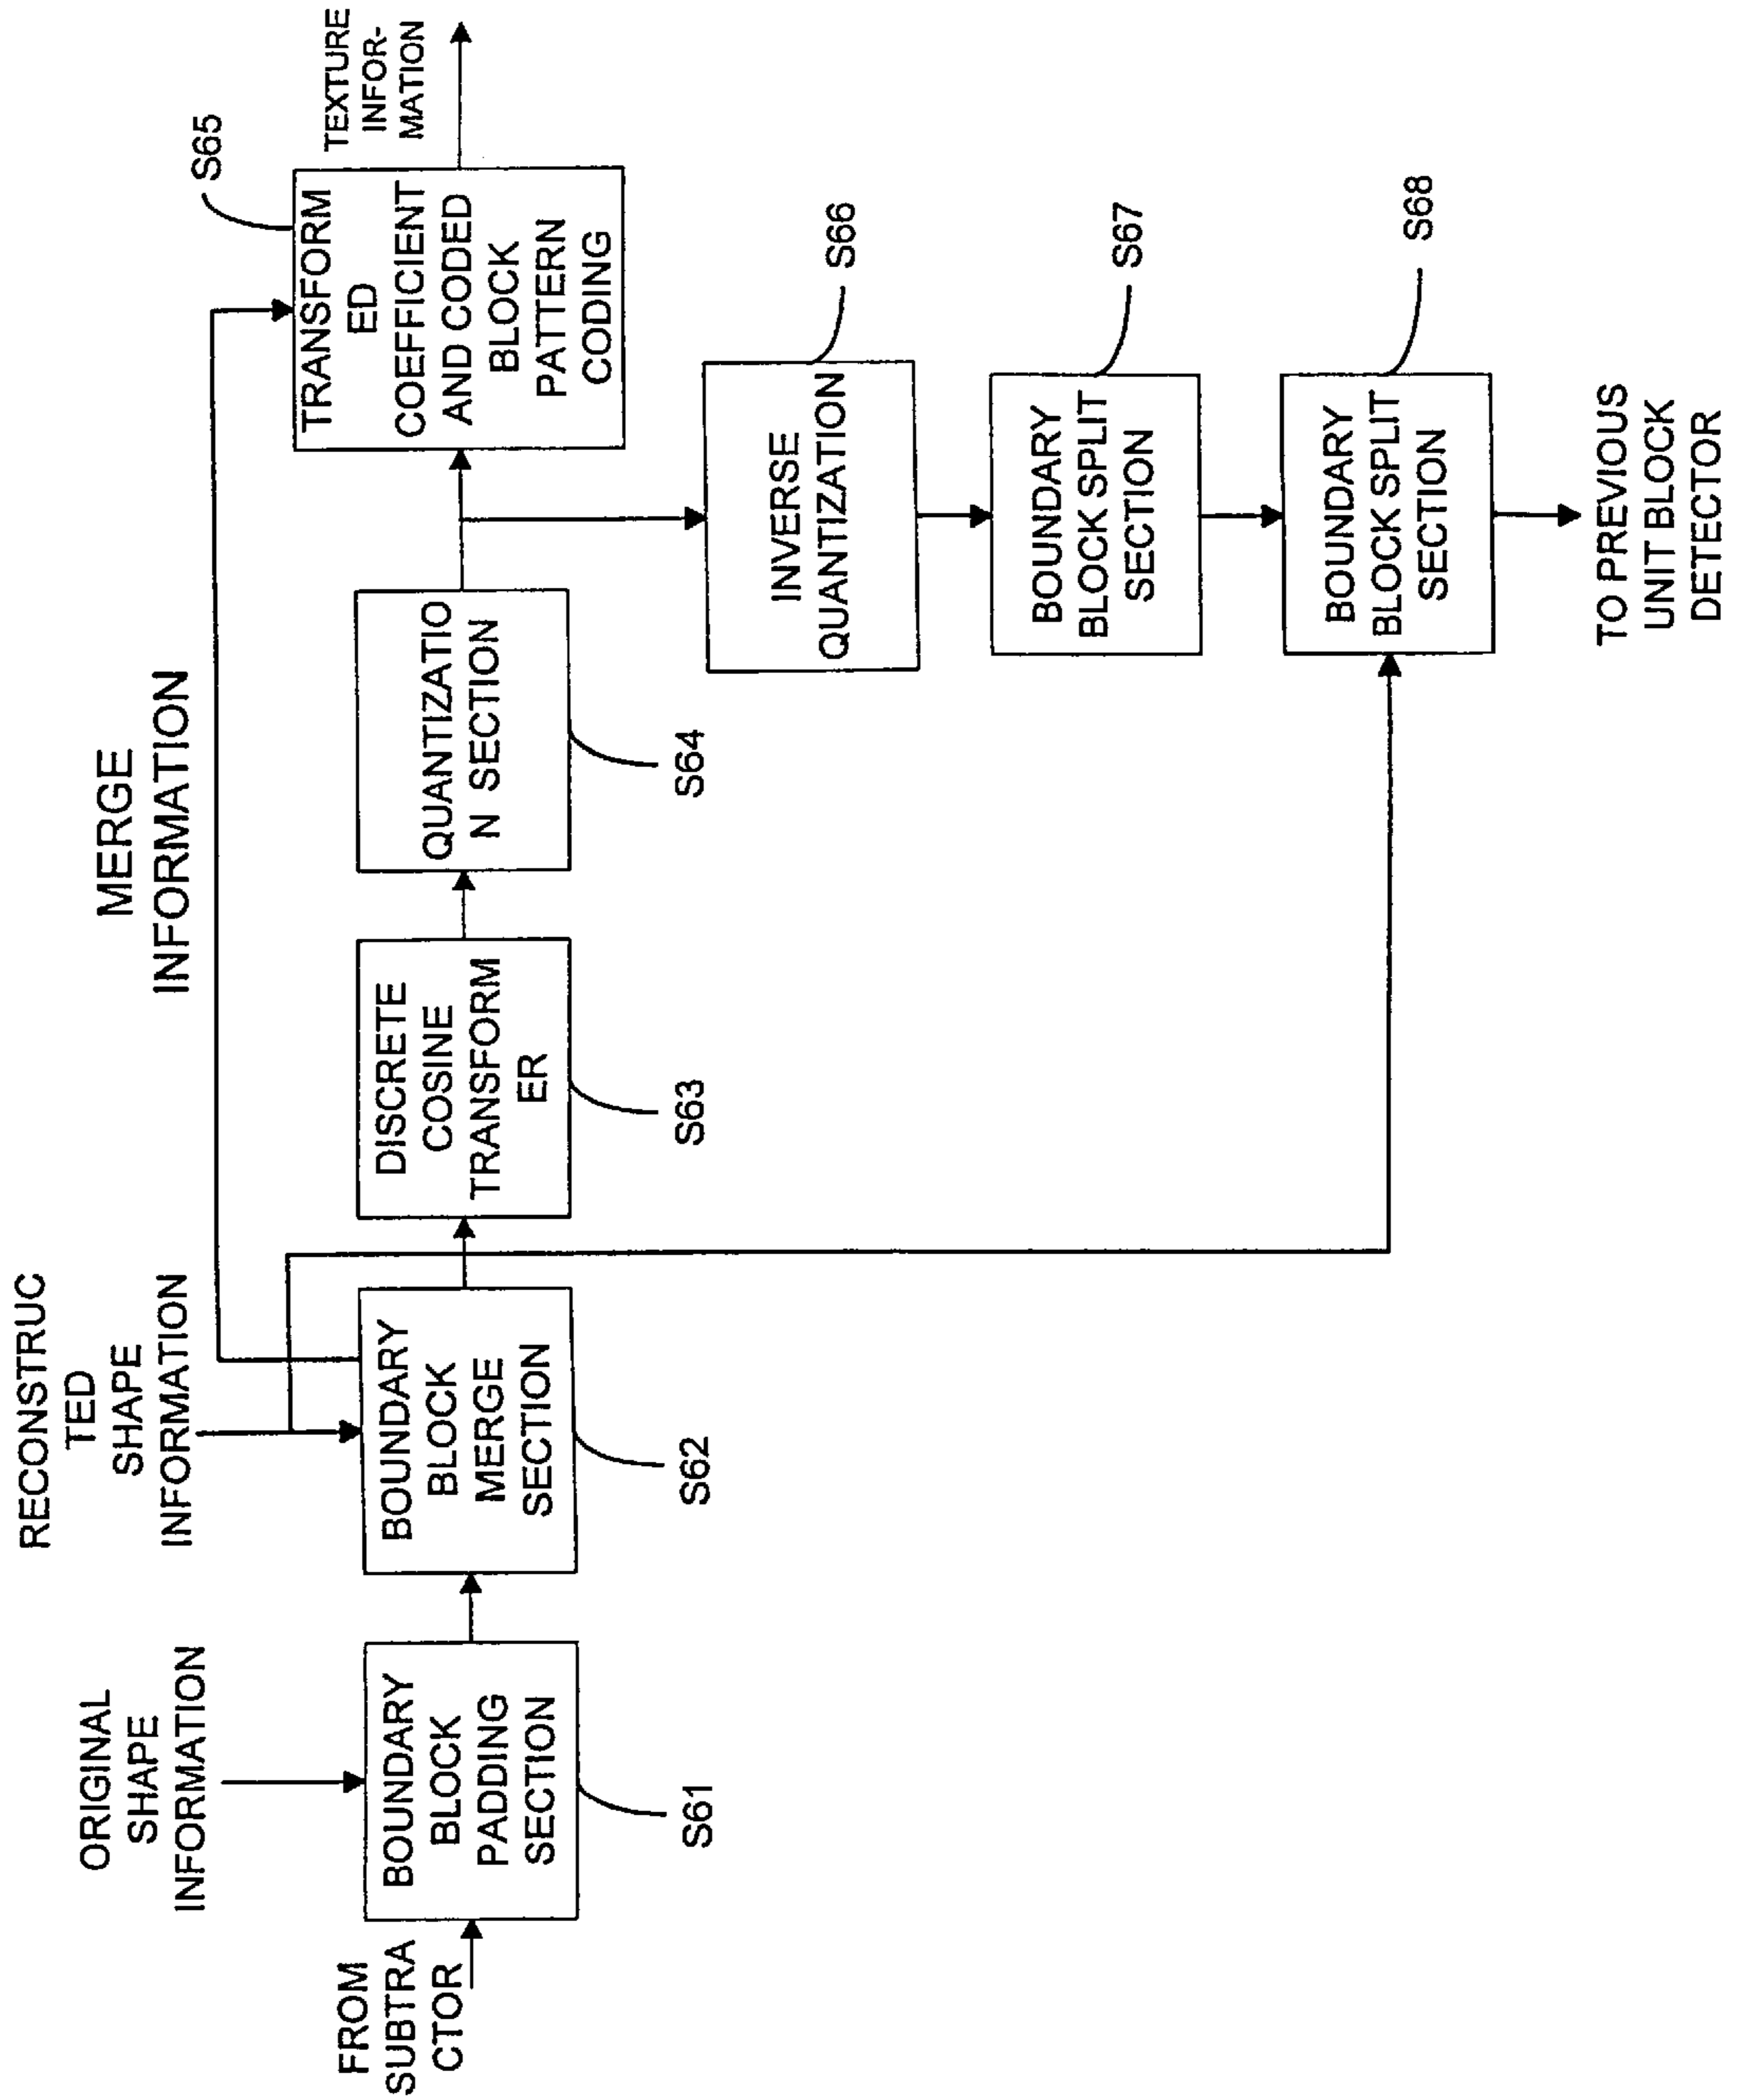 MERGE
INFORMATION
RECONSTRUC
TED
SHAPE
INFORMATION
ORIGINAL
SHAPE
INFORMATION
FROM
SUBTRA
CTOR
BOUNDARY
BLOCK
PADDING
SECTION
S61
BOUNDARY
BLOCK
MERGE
SECTION
S62
DISCRETE
COSINE
TRANSFORM
ER
S63
QUANTIZATIO
N SECTION
S64
TRANSFORM
ED
COEFFICIENT
AND CODED
BLOCK
PATTERN
CODING
S65
TEXTURE
INFOR-
MATION
INVERSE
QUANTIZATION
S66
BOUNDARY
BLOCK SPLIT
SECTION
S67
BOUNDARY
BLOCK SPLIT
SECTION
S68
TO PREVIOUS
UNIT BLOCK
DETECTOR